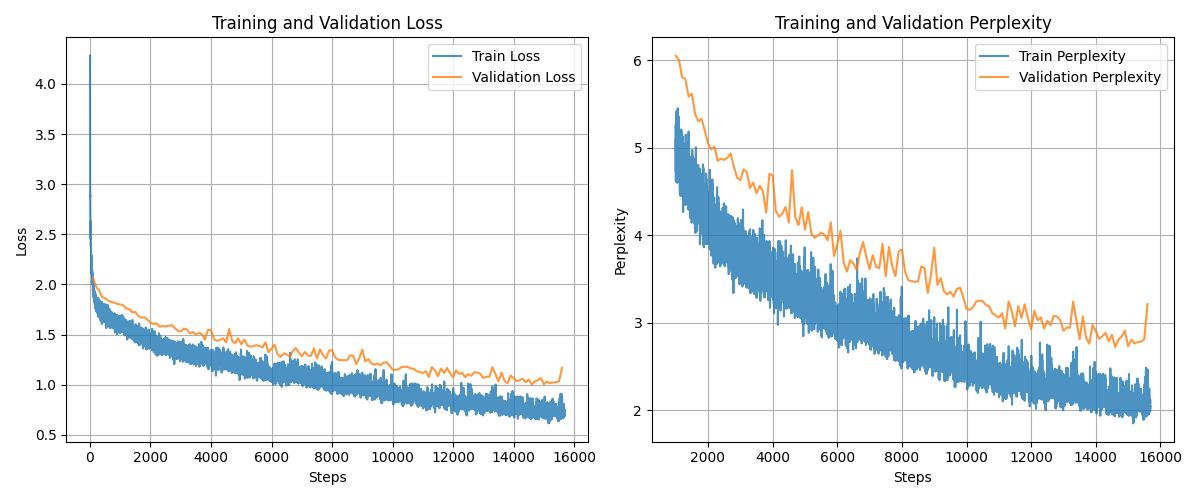 Training and Validation Loss
Train Loss
Validation Loss
4.0
3.5
3.0
2.5
2.0
1.5
1.0
0.5
Loss
0 2000 4000 6000 8000 10000 12000 14000 16000
Steps
Training and Validation Perplexity
Train Perplexity
Validation Perplexity
6
5
4
3
2
Perplexity
2000 4000 6000 8000 10000 12000 14000 16000
Steps